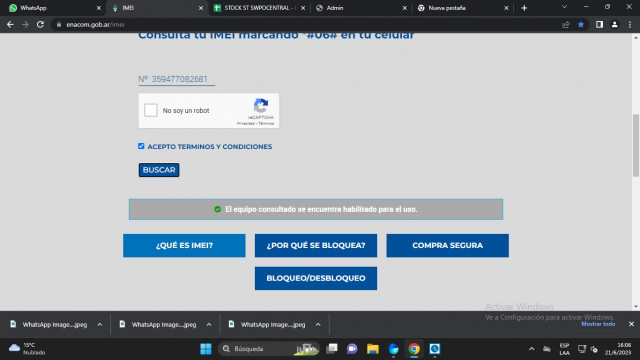 WhatsApp
IMEI
STOCK ST SWPOCENTRAL -
Admin
Nueva pestaña
enacom.gob.ar/imei
Consulta tu IMEI marcando *#06# en tu celular
Nº 359477082681
No soy un robot
reCAPTCHA
Privacidad - Términos
ACEPTO TERMINOS Y CONDICIONES
BUSCAR
El equipo consultado se encuentra habilitado para el uso.
¿QUÉ ES IMEI?
¿POR QUÉ SE BLOQUEA?
COMPRA SEGURA
BLOQUEO/DESBLOQUEO
Activar Windows
Ve a Configuración para activar Windows.
WhatsApp Image....jpeg
WhatsApp Image....jpeg
WhatsApp Image....jpeg
Mostrar todo
15°C
Nublado
Búsqueda
ESP
LAA
16:06
21/6/2023